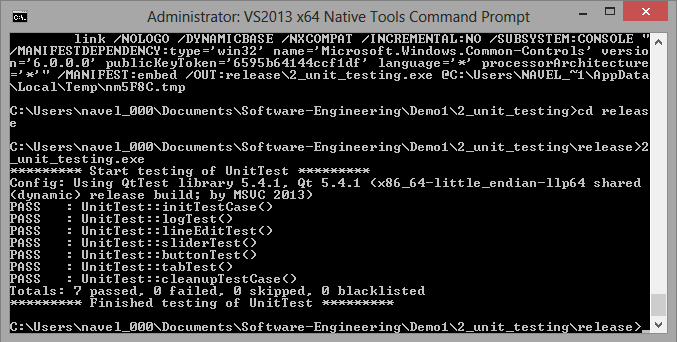 Administrator: VS2013 x64 Native Tools Command Prompt
link /NOLOGO /DYNAMICBASE /NXCOMPAT /INCREMENTAL:NO /SUBSYSTEM:CONSOLE "
/MANIFESTDEPENDENCY:type='win32' name='Microsoft.Windows.Common-Controls' versio
n='6.0.0.0' publicKeyToken='6595b64144ccf1df' language='*' processorArchitecture
='*'" /MANIFEST:embed /OUT:release\2_unit_testing.exe @C:\Users\NAVEL_~1\AppData
\Local\Temp\nm5F8C.tmp
C:\Users\navel_000\Documents\Software-Engineering\Demo1\2_unit_testing>cd releas
e
C:\Users\navel_000\Documents\Software-Engineering\Demo1\2_unit_testing\release>2
_unit_testing.exe
********* Start testing of UnitTest *********
Config: Using QtTest library 5.4.1, Qt 5.4.1 (x86_64-little_endian-llp64 shared
(dynamic) release build; by MSVC 2013)
PASS   : UnitTest::initTestCase()
PASS   : UnitTest::logTest()
PASS   : UnitTest::lineEditTest()
PASS   : UnitTest::sliderTest()
PASS   : UnitTest::buttonTest()
PASS   : UnitTest::tabTest()
PASS   : UnitTest::cleanupTestCase()
Totals: 7 passed, 0 failed, 0 skipped, 0 blacklisted
********* Finished testing of UnitTest *********
C:\Users\navel_000\Documents\Software-Engineering\Demo1\2_unit_testing\release>